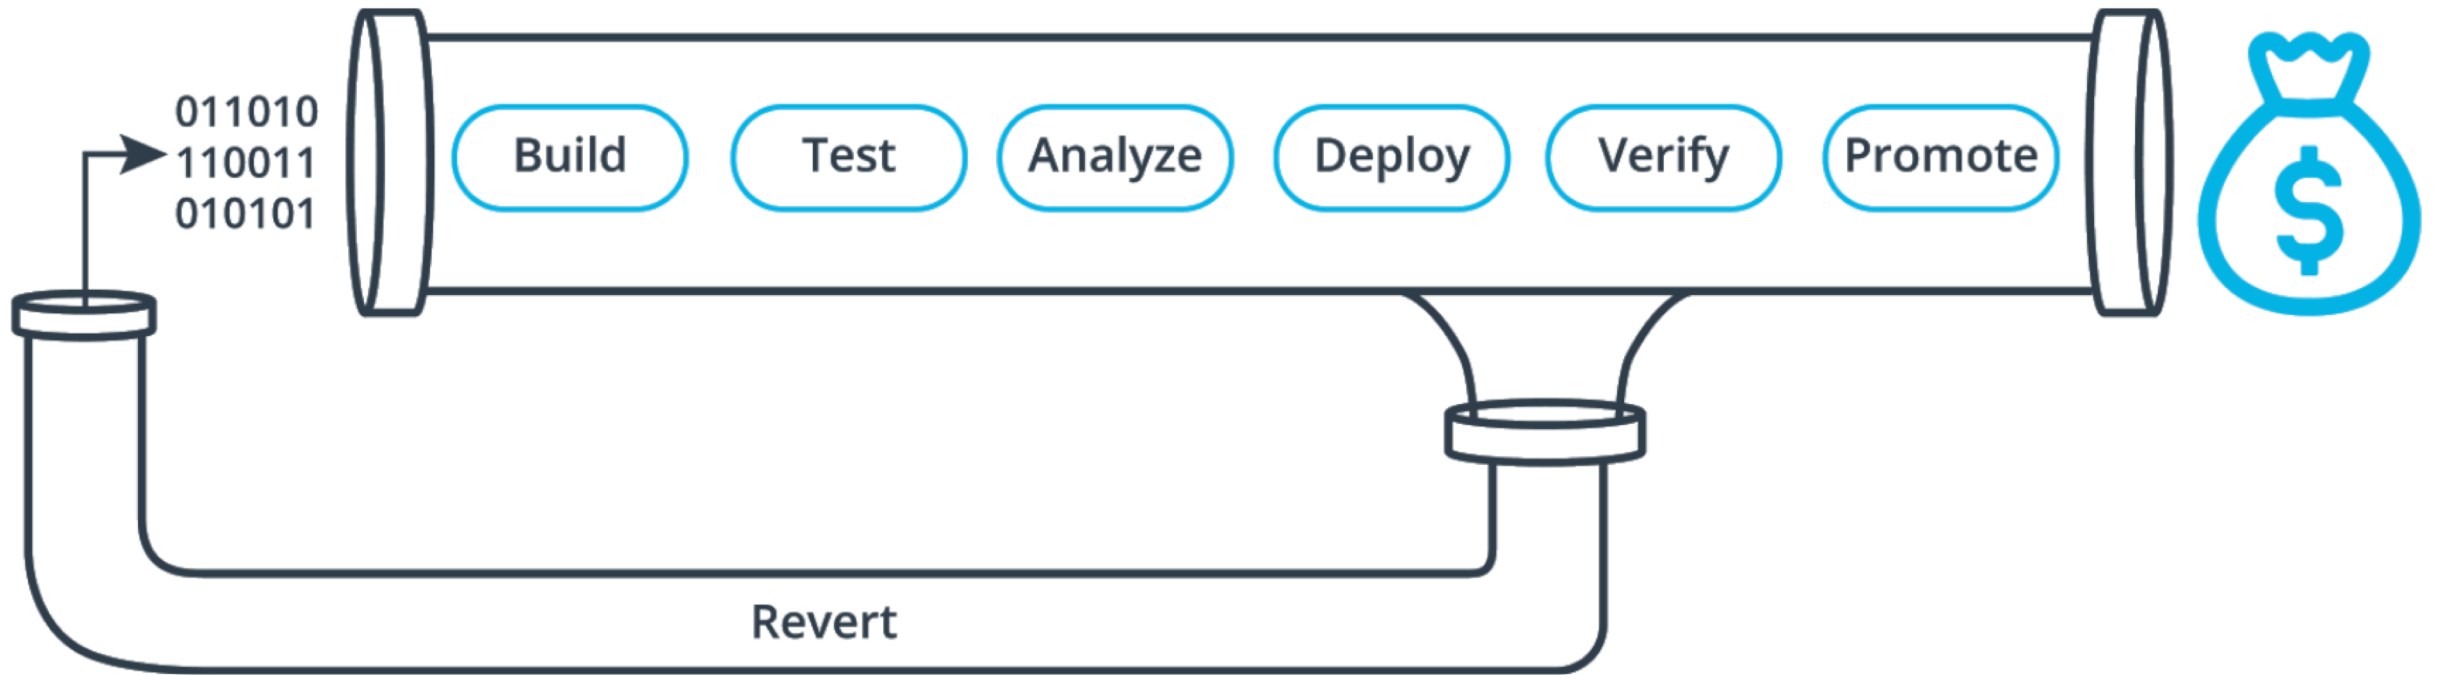 011010
110011
010101
Build Test Analyze Deploy Verify Promote
$
Revert